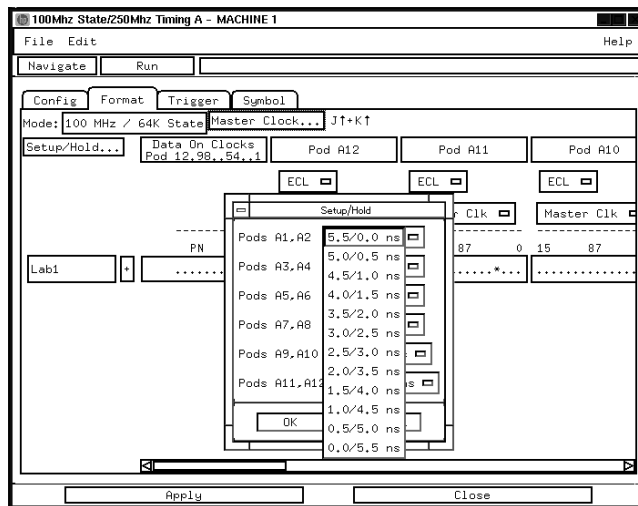 100Mhz State/250Mhz Timing A - MACHINE 1
File Edit Help
Navigate Run
Config Format Trigger Symbol
Mode: 100 MHz / 64K State Master Clock... J↑+K↑
Setup/Hold... Data On Clocks Pod A12 Pod A11 Pod A10
Pod 12.98..54..1
ECL ECL ECL
Setup/Hold
Clk Master Clk
PN 87 0 15 87
Lab1 + ...... .....*... ..............
Pods A1,A2 5.5/0.0 ns
5.0/0.5 ns
Pods A3,A4
4.5/1.0 ns
Pods A5,A6 4.0/1.5 ns
3.5/2.0 ns
Pods A7,A8
3.0/2.5 ns
Pods A9,A10 2.5/3.0 ns
2.0/3.5 ns
Pods A11,A12 1.5/4.0 ns
1.0/4.5 ns
OK 0.5/5.0 ns
0.0/5.5 ns
Apply Close